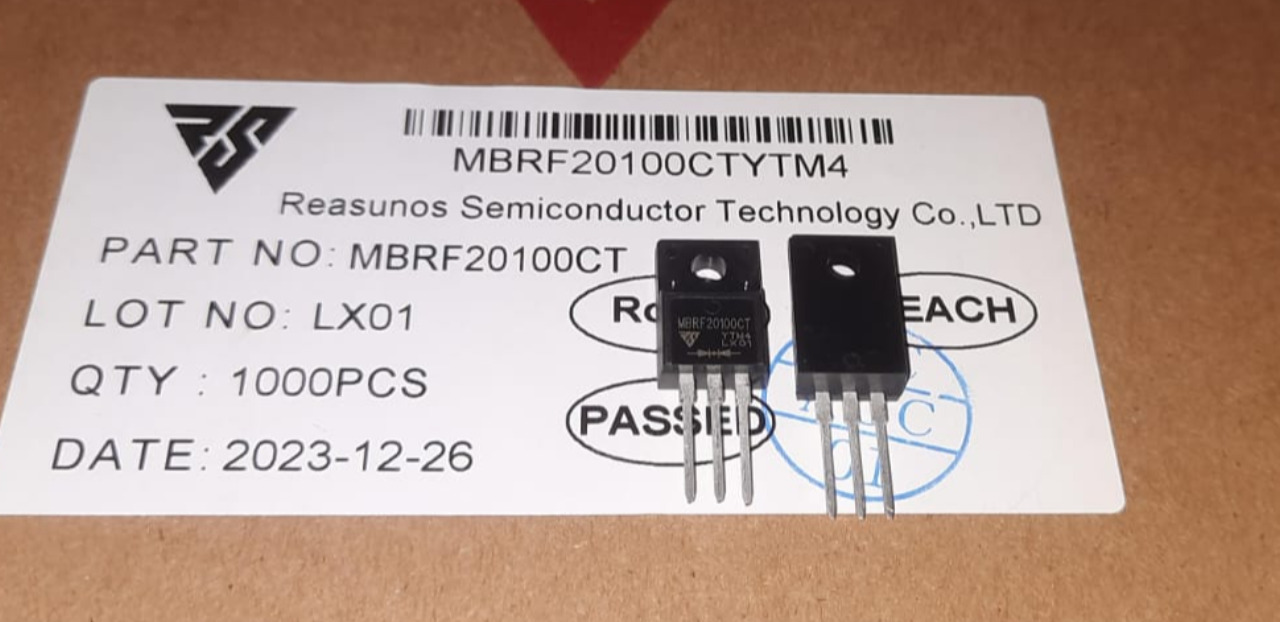 MBRF20100CTYTM4
Reasunos Semiconductor Technology Co.,LTD
PART NO: MBRF20100CT
LOT NO: LX01
QTY : 1000PCS
DATE: 2023-12-26
PASSED
MBRF20100CT
YTM4
LX01